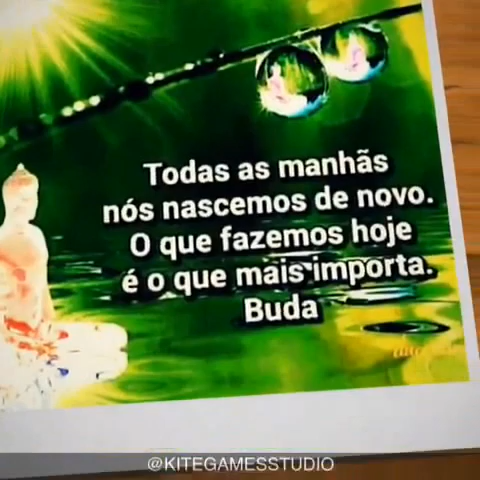 Todas as manhãs
nós nascemos de novo.
O que fazemos hoje
é o que mais importa.
Buda
@KITEGAMESSTUDIO